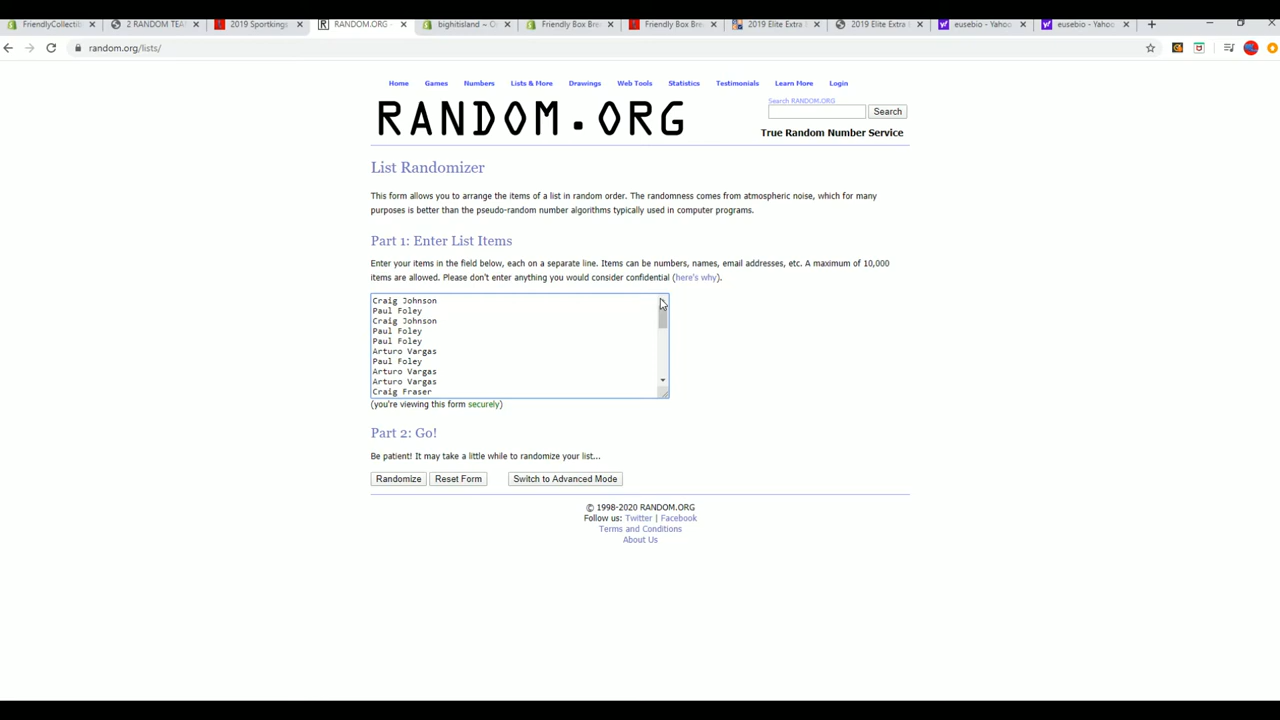 FriendlyCollectib
2 RANDOM TEA
2019 Sportkings
RANDOM.ORG
bighitisland ~ O
Friendly Box Bre
Friendly Box Bre
2019 Elite Extra
2019 Elite Extra
eusebio - Yahoo
eusebio - Yahoo
random.org/lists/
Home Games Numbers Lists & More Drawings Web Tools Statistics Testimonials Learn More Login
RANDOM.ORG
Search RANDOM.ORG
Search
True Random Number Service
List Randomizer
This form allows you to arrange the items of a list in random order. The randomness comes from atmospheric noise, which for many
purposes is better than the pseudo-random number algorithms typically used in computer programs.
Part 1: Enter List Items
Enter your items in the field below, each on a separate line. Items can be numbers, names, email addresses, etc. A maximum of 10,000
items are allowed. Please don't enter anything you would consider confidential (here's why).
Craig Johnson
Paul Foley
Craig Johnson
Paul Foley
Paul Foley
Arturo Vargas
Paul Foley
Arturo Vargas
Arturo Vargas
Craig Fraser
(you're viewing this form securely)
Part 2: Go!
Be patient! It may take a little while to randomize your list...
Randomize Reset Form Switch to Advanced Mode
© 1998-2020 RANDOM.ORG
Follow us: Twitter | Facebook
Terms and Conditions
About Us